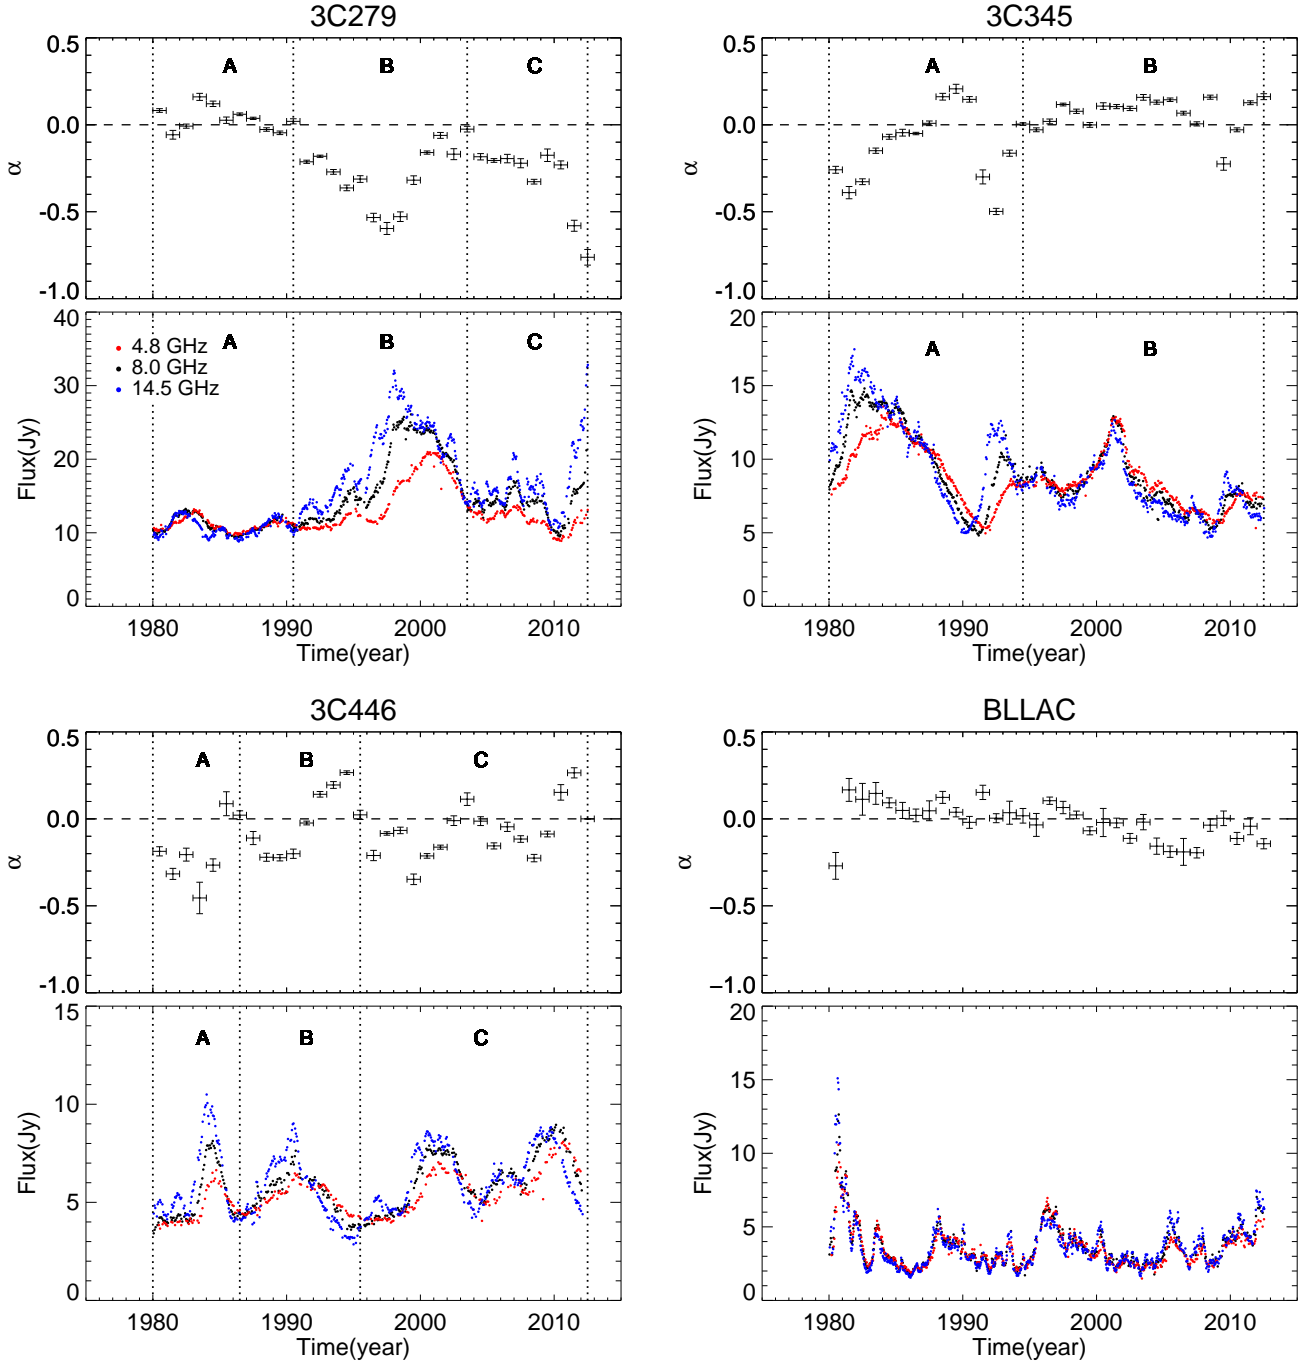 3C279
0.5
0.0
-0.5
-1.0
α
A
B
C
40
30
20
10
0
Flux(Jy)
A
B
C
4.8 GHz
8.0 GHz
14.5 GHz
1980
1990
2000
2010
Time(year)
3C345
0.5
0.0
-0.5
-1.0
α
A
B
20
15
10
5
0
Flux(Jy)
A
B
1980
1990
2000
2010
Time(year)
3C446
0.5
0.0
-0.5
-1.0
α
A
B
C
15
10
5
0
Flux(Jy)
A
B
C
1980
1990
2000
2010
Time(year)
BLLAC
0.5
0.0
−0.5
−1.0
α
20
15
10
5
0
Flux(Jy)
1980
1990
2000
2010
Time(year)